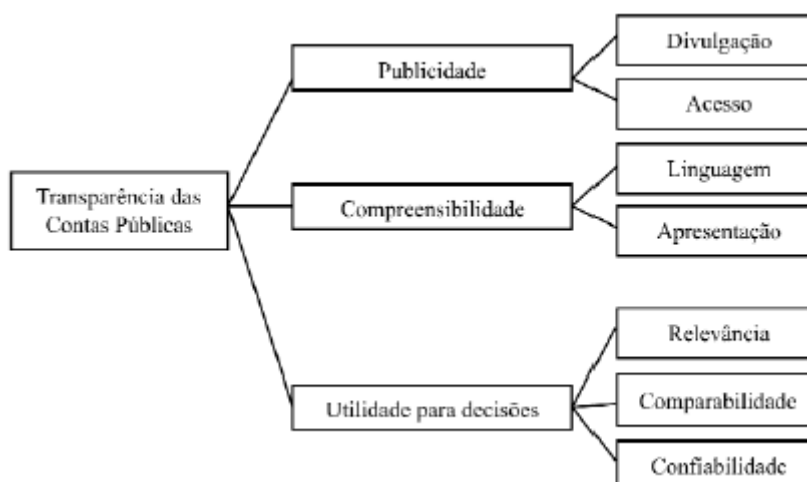 Divulgação
Publicidade
Acesso
Linguagem
Transparência das
Contas Públicas
Compreensibilidade
Apresentação
Relevância
Utilidade para decisões
Comparabilidade
Confiabilidade